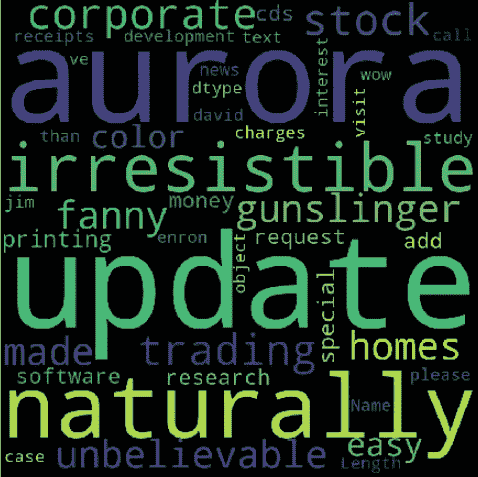 corporate cds stock
receipts development text call
aurora
ve news dtype interest wow
than color david charges visit study
irresistible
jim fanny money gunslinger
printing enron object request add
update
made trading special homes
software research please
naturally Name
case unbelievable easy
Length